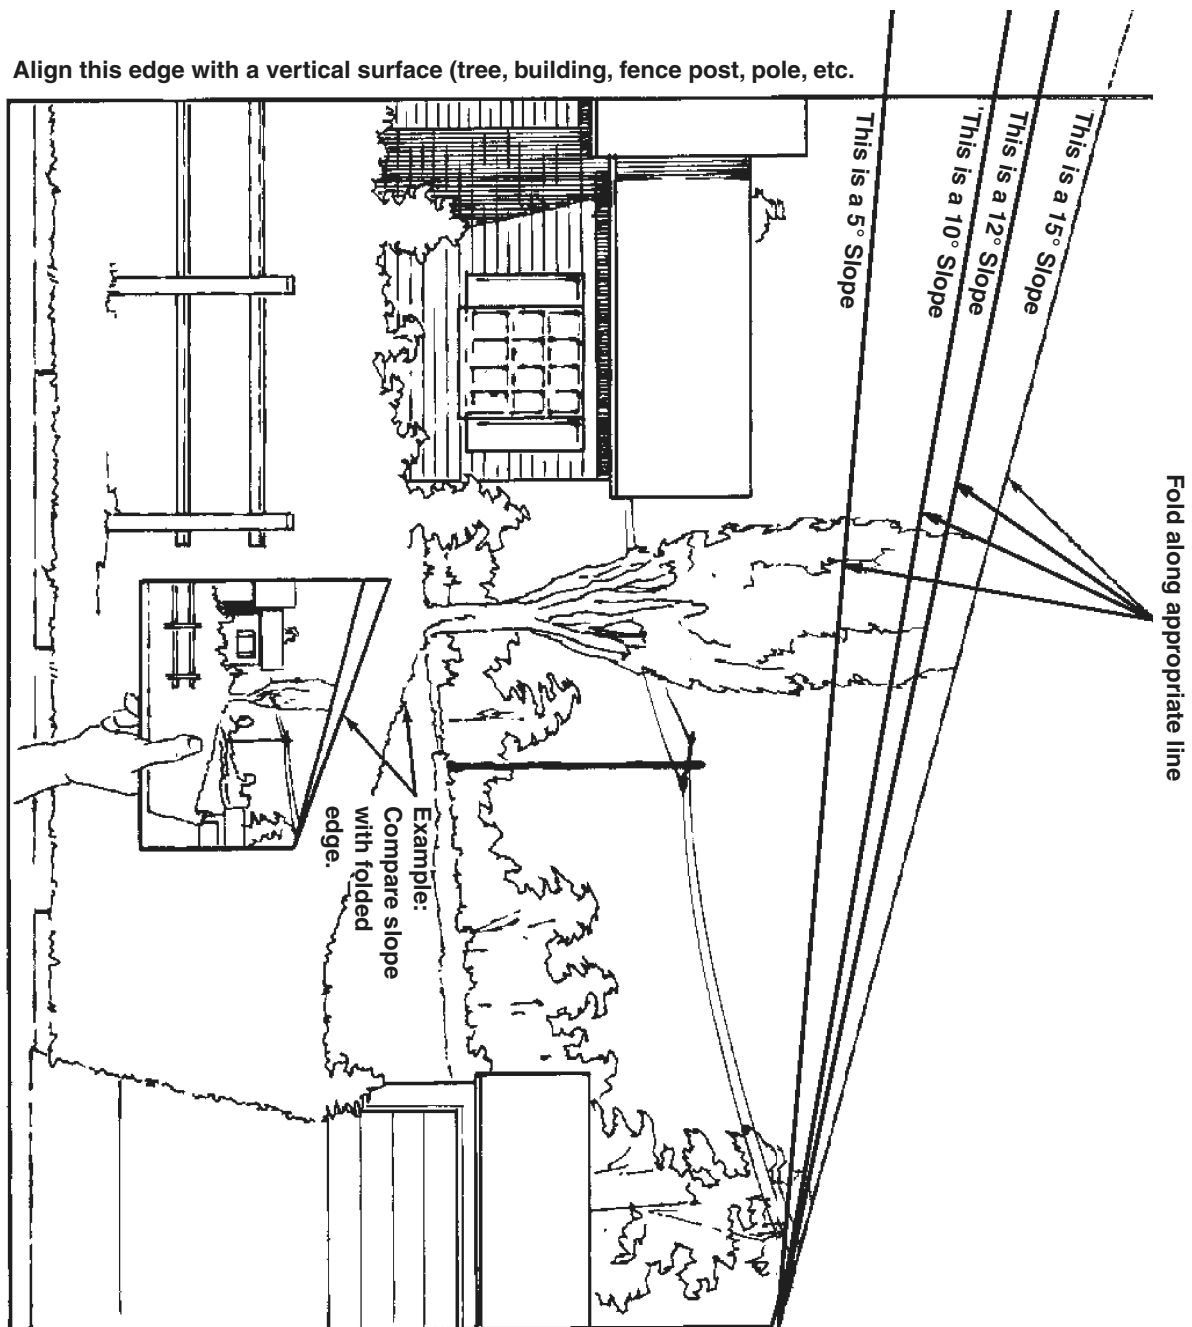 Align this edge with a vertical surface (tree, building, fence post, pole, etc.
This is a 15° Slope
This is a 12° Slope
'This is a 10° Slope
This is a 5° Slope
Fold along appropriate line
Example:
Compare slope
with folded
edge.